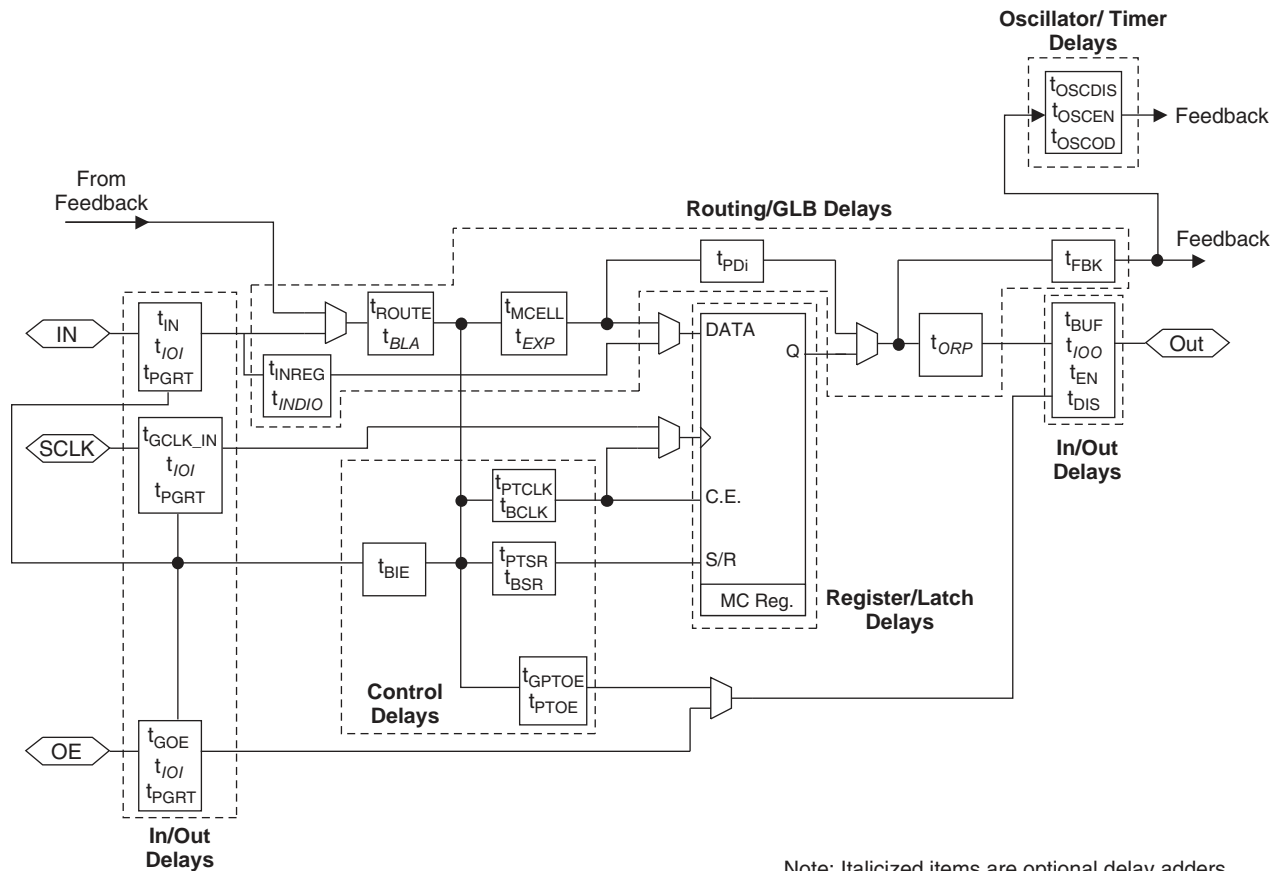 Oscillator/ Timer
Delays
tOSCDIS
tOSCEN
tOSCOD
Feedback
From
Feedback
Routing/GLB Delays
tPDi
tFBK
Feedback
IN
tIN
tIOI
tPGRT
tROUTE
tBLA
tMCELL
tEXP
tINREG
tINDIO
DATA
Q
tORP
tBUF
tIOO
tEN
tDIS
Out
In/Out
Delays
SCLK
tGCLK_IN
tIOI
tPGRT
tPTCLK
tBCLK
C.E.
tBIE
tPTSR
tBSR
S/R
MC Reg.
Register/Latch
Delays
Control
Delays
tGPTOE
tPTOE
OE
tGOE
tIOI
tPGRT
In/Out
Delays
Note: Italicized items are optional delay adders